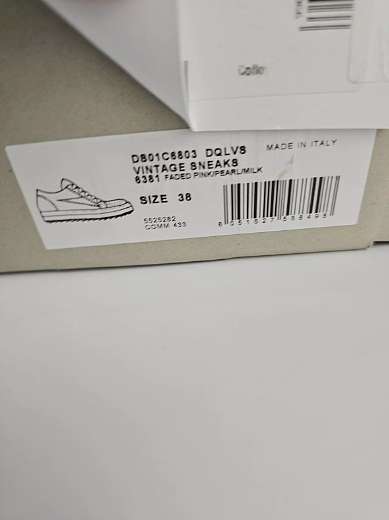 DS01C6803 DQLVS
MADE IN ITALY
VINTAGE SNEAKS
6381 FADED PINK/PEARL/MILK
SIZE 38
5525282
COMM 433